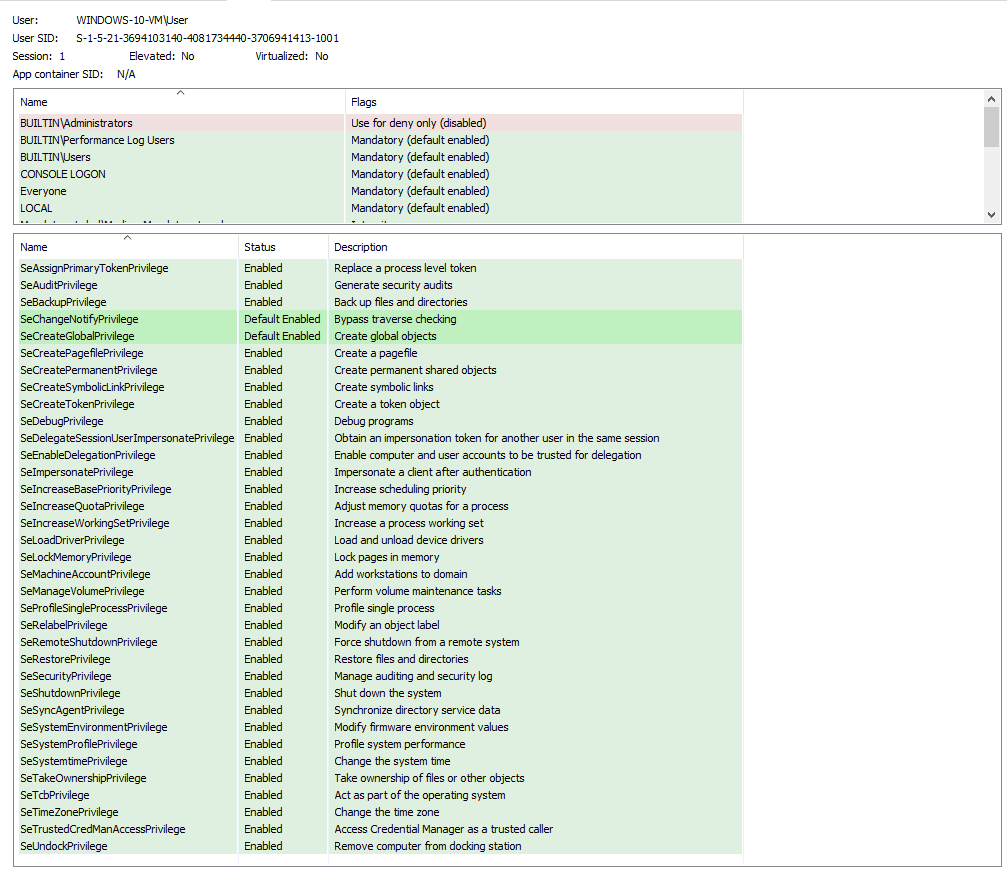 User: WINDOWS-10-VM\User
User SID: S-1-5-21-3694103140-4081734440-3706941413-1001
Session: 1 Elevated: No Virtualized: No
App container SID: N/A
Name Flags
BUILTIN\Administrators Use for deny only (disabled)
BUILTIN\Performance Log Users Mandatory (default enabled)
BUILTIN\Users Mandatory (default enabled)
CONSOLE LOGON Mandatory (default enabled)
Everyone Mandatory (default enabled)
LOCAL Mandatory (default enabled)
Name Status Description
SeAssignPrimaryTokenPrivilege Enabled Replace a process level token
SeAuditPrivilege Enabled Generate security audits
SeBackupPrivilege Enabled Back up files and directories
SeChangeNotifyPrivilege Default Enabled Bypass traverse checking
SeCreateGlobalPrivilege Default Enabled Create global objects
SeCreatePagefilePrivilege Enabled Create a pagefile
SeCreatePermanentPrivilege Enabled Create permanent shared objects
SeCreateSymbolicLinkPrivilege Enabled Create symbolic links
SeCreateTokenPrivilege Enabled Create a token object
SeDebugPrivilege Enabled Debug programs
SeDelegateSessionUserImpersonatePrivilege Enabled Obtain an impersonation token for another user in the same session
SeEnableDelegationPrivilege Enabled Enable computer and user accounts to be trusted for delegation
SeImpersonatePrivilege Enabled Impersonate a client after authentication
SeIncreaseBasePriorityPrivilege Enabled Increase scheduling priority
SeIncreaseQuotaPrivilege Enabled Adjust memory quotas for a process
SeIncreaseWorkingSetPrivilege Enabled Increase a process working set
SeLoadDriverPrivilege Enabled Load and unload device drivers
SeLockMemoryPrivilege Enabled Lock pages in memory
SeMachineAccountPrivilege Enabled Add workstations to domain
SeManageVolumePrivilege Enabled Perform volume maintenance tasks
SeProfileSingleProcessPrivilege Enabled Profile single process
SeRelabelPrivilege Enabled Modify an object label
SeRemoteShutdownPrivilege Enabled Force shutdown from a remote system
SeRestorePrivilege Enabled Restore files and directories
SeSecurityPrivilege Enabled Manage auditing and security log
SeShutdownPrivilege Enabled Shut down the system
SeSyncAgentPrivilege Enabled Synchronize directory service data
SeSystemEnvironmentPrivilege Enabled Modify firmware environment values
SeSystemProfilePrivilege Enabled Profile system performance
SeSystemtimePrivilege Enabled Change the system time
SeTakeOwnershipPrivilege Enabled Take ownership of files or other objects
SeTcbPrivilege Enabled Act as part of the operating system
SeTimeZonePrivilege Enabled Change the time zone
SeTrustedCredManAccessPrivilege Enabled Access Credential Manager as a trusted caller
SeUndockPrivilege Enabled Remove computer from docking station